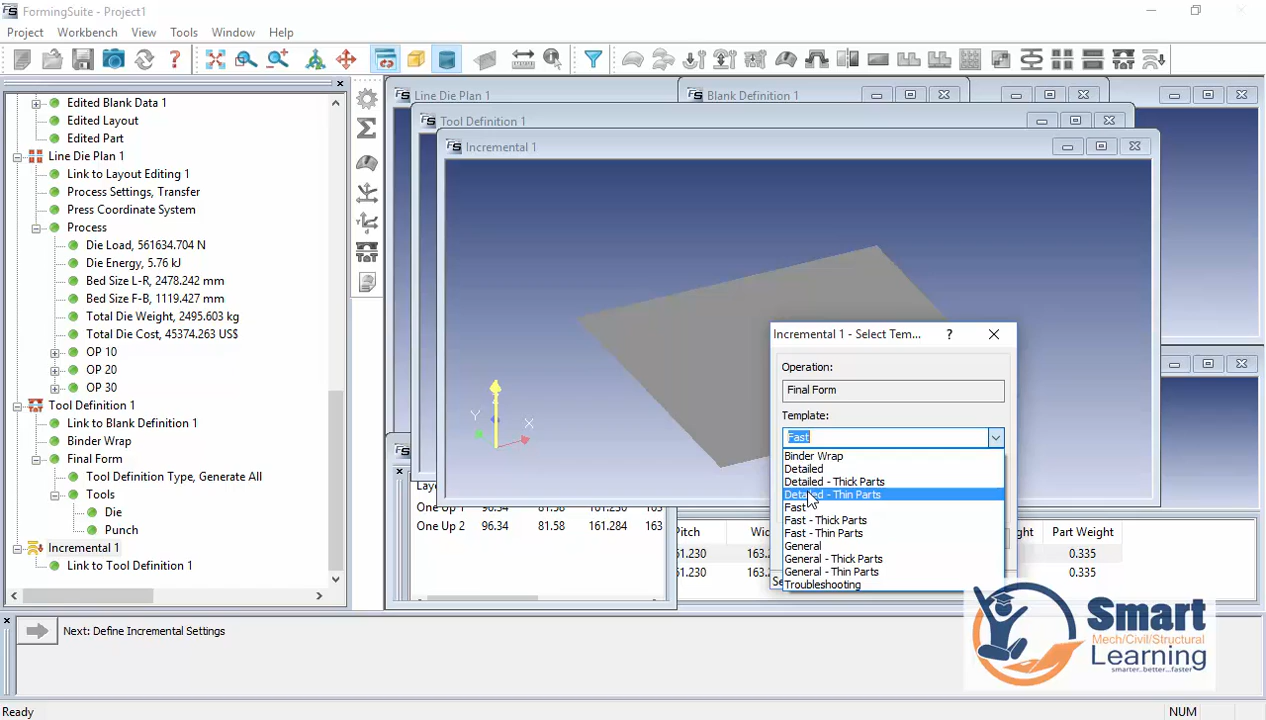 FormingSuite - Project1
Project Workbench View Tools Window Help
Edited Blank Data 1
Edited Layout
Edited Part
Line Die Plan 1
Link to Layout Editing 1
Process Settings, Transfer
Press Coordinate System
Process
Die Load, 561634.704 N
Die Energy, 5.76 kJ
Bed Size L-R, 2478.242 mm
Bed Size F-B, 1119.427 mm
Total Die Weight, 2495.603 kg
Total Die Cost, 45374.263 US$
OP 10
OP 20
OP 30
Tool Definition 1
Link to Blank Definition 1
Binder Wrap
Final Form
Tool Definition Type, Generate All
Tools
Die
Punch
Incremental 1
Link to Tool Definition 1
Line Die Plan 1
Blank Definition 1
Tool Definition 1
Incremental 1
Y
X
Incremental 1 - Select Tem...
Operation:
Final Form
Template:
Fast
Binder Wrap
Detailed
Detailed - Thick Parts
Detailed - Thin Parts
Fast
Fast - Thick Parts
Fast - Thin Parts
General
General - Thick Parts
General - Thin Parts
Troubleshooting
One Up 1 96.34 81.58 161.284 163
One Up 2 96.34 81.58 161.284 163
Pitch
Part Weight
0.335
0.335
Next: Define Incremental Settings
Smart
Mech/Civil/Structural
Learning
smarter..better...faster
Ready
NUM